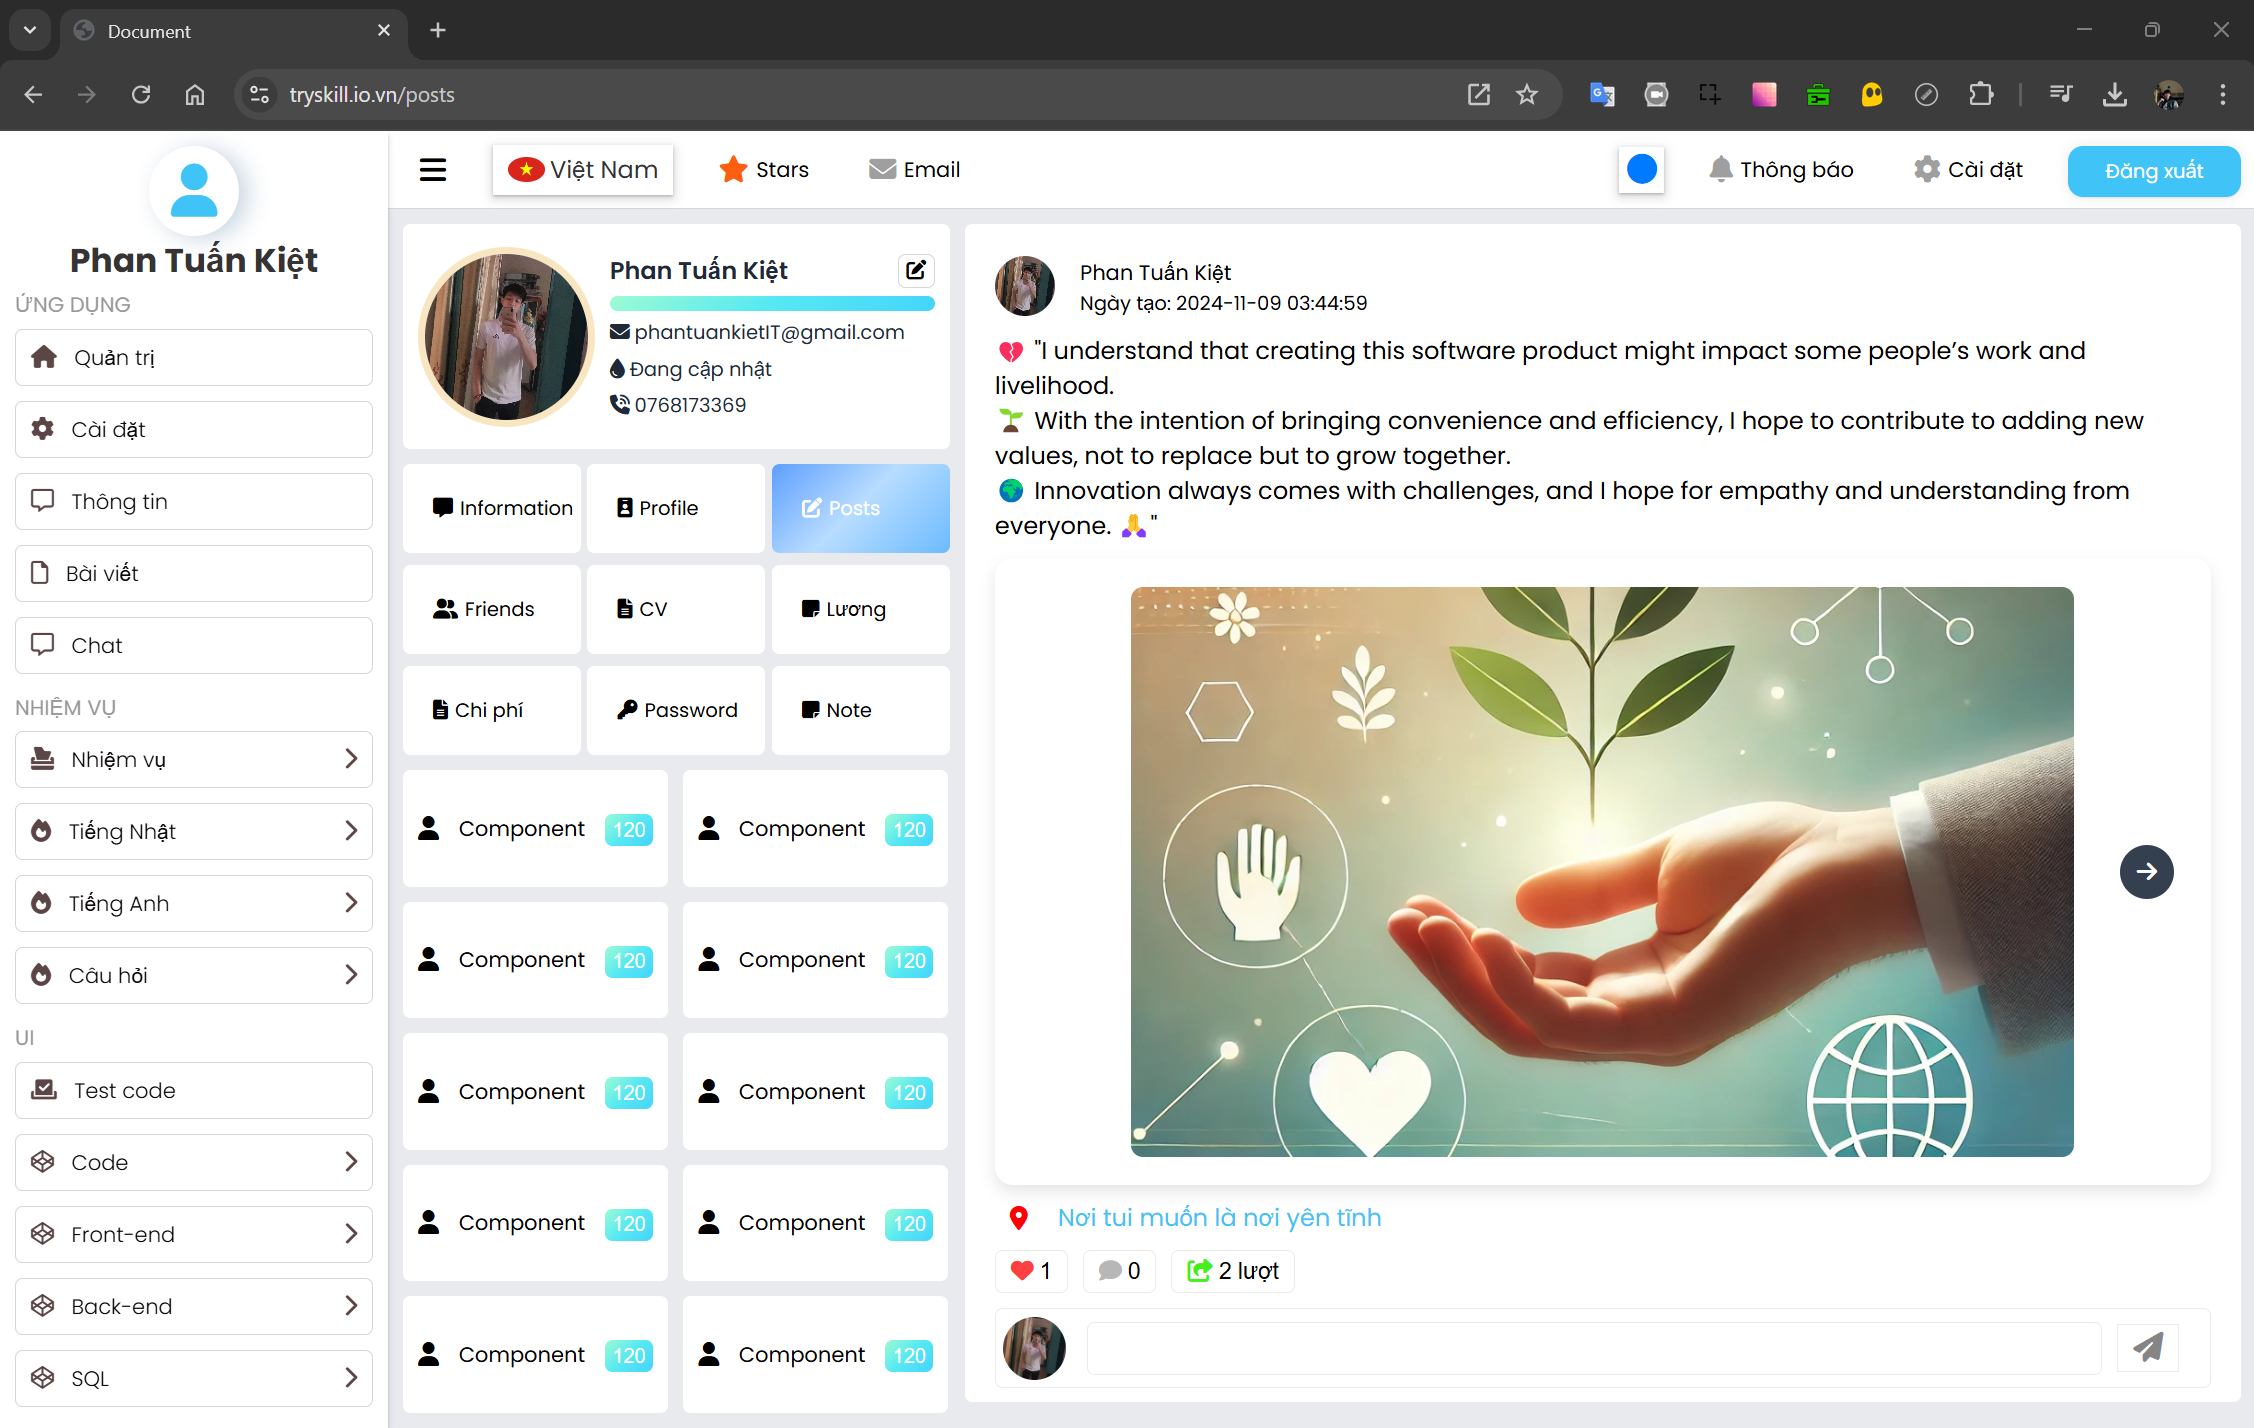 Document
tryskill.io.vn/posts
Việt Nam
Stars
Email
Thông báo
Cài đặt
Đăng xuất
Phan Tuấn Kiệt
ỨNG DỤNG
Quản trị
Cài đặt
Thông tin
Bài viết
Chat
NHIỆM VỤ
Nhiệm vụ
Tiếng Nhật
Tiếng Anh
Câu hỏi
UI
Test code
Code
Front-end
Back-end
SQL
Phan Tuấn Kiệt
phantuankietIT@gmail.com
Đang cập nhật
0768173369
Information
Profile
Posts
Friends
CV
Lương
Chi phí
Password
Note
Component 120
Component 120
Component 120
Component 120
Component 120
Component 120
Component 120
Component 120
Component 120
Component 120
Phan Tuấn Kiệt
Ngày tạo: 2024-11-09 03:44:59
💔 "I understand that creating this software product might impact some people’s work and
livelihood.
🌱 With the intention of bringing convenience and efficiency, I hope to contribute to adding new
values, not to replace but to grow together.
🌍 Innovation always comes with challenges, and I hope for empathy and understanding from
everyone. 🙏"
Nơi tui muốn là nơi yên tĩnh
1
0
2 lượt